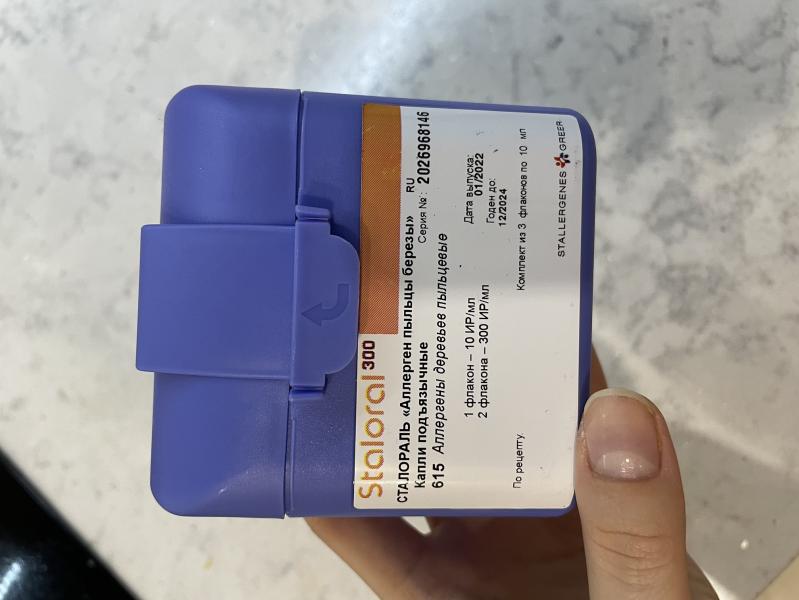 Staloral 300
СТАЛОРАЛЬ «Аллерген пыльцы березы» RU
Капли подъязычные Серия №: 2026968146
615 Аллергены деревьев пыльцевые
Дата выпуска:
1 флакон – 10 ИР/мл 01/2022
2 флакона – 300 ИР/мл Годен до:
12/2024
По рецепту. Комплект из 3 флаконов по 10 мл
STALLERGENES GREER